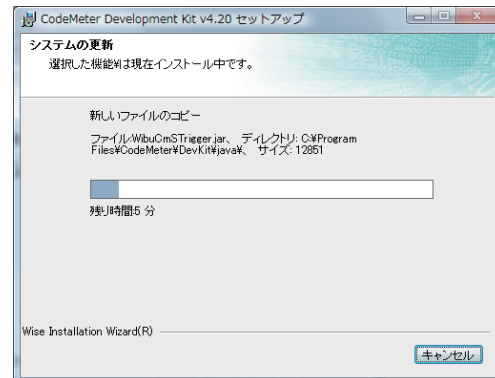 CodeMeter Development Kit v4.20 セットアップ
システムの更新
選択した機能¥は現在インストール中です。
新しいファイルのコピー
ファイル:WibuCmSTrigger.jar、 ディレクトリ: C:¥Program
Files¥CodeMeter¥DevKit¥java¥、 サイズ: 12851
残り時間:5 分
Wise Installation Wizard(R)
キャンセル